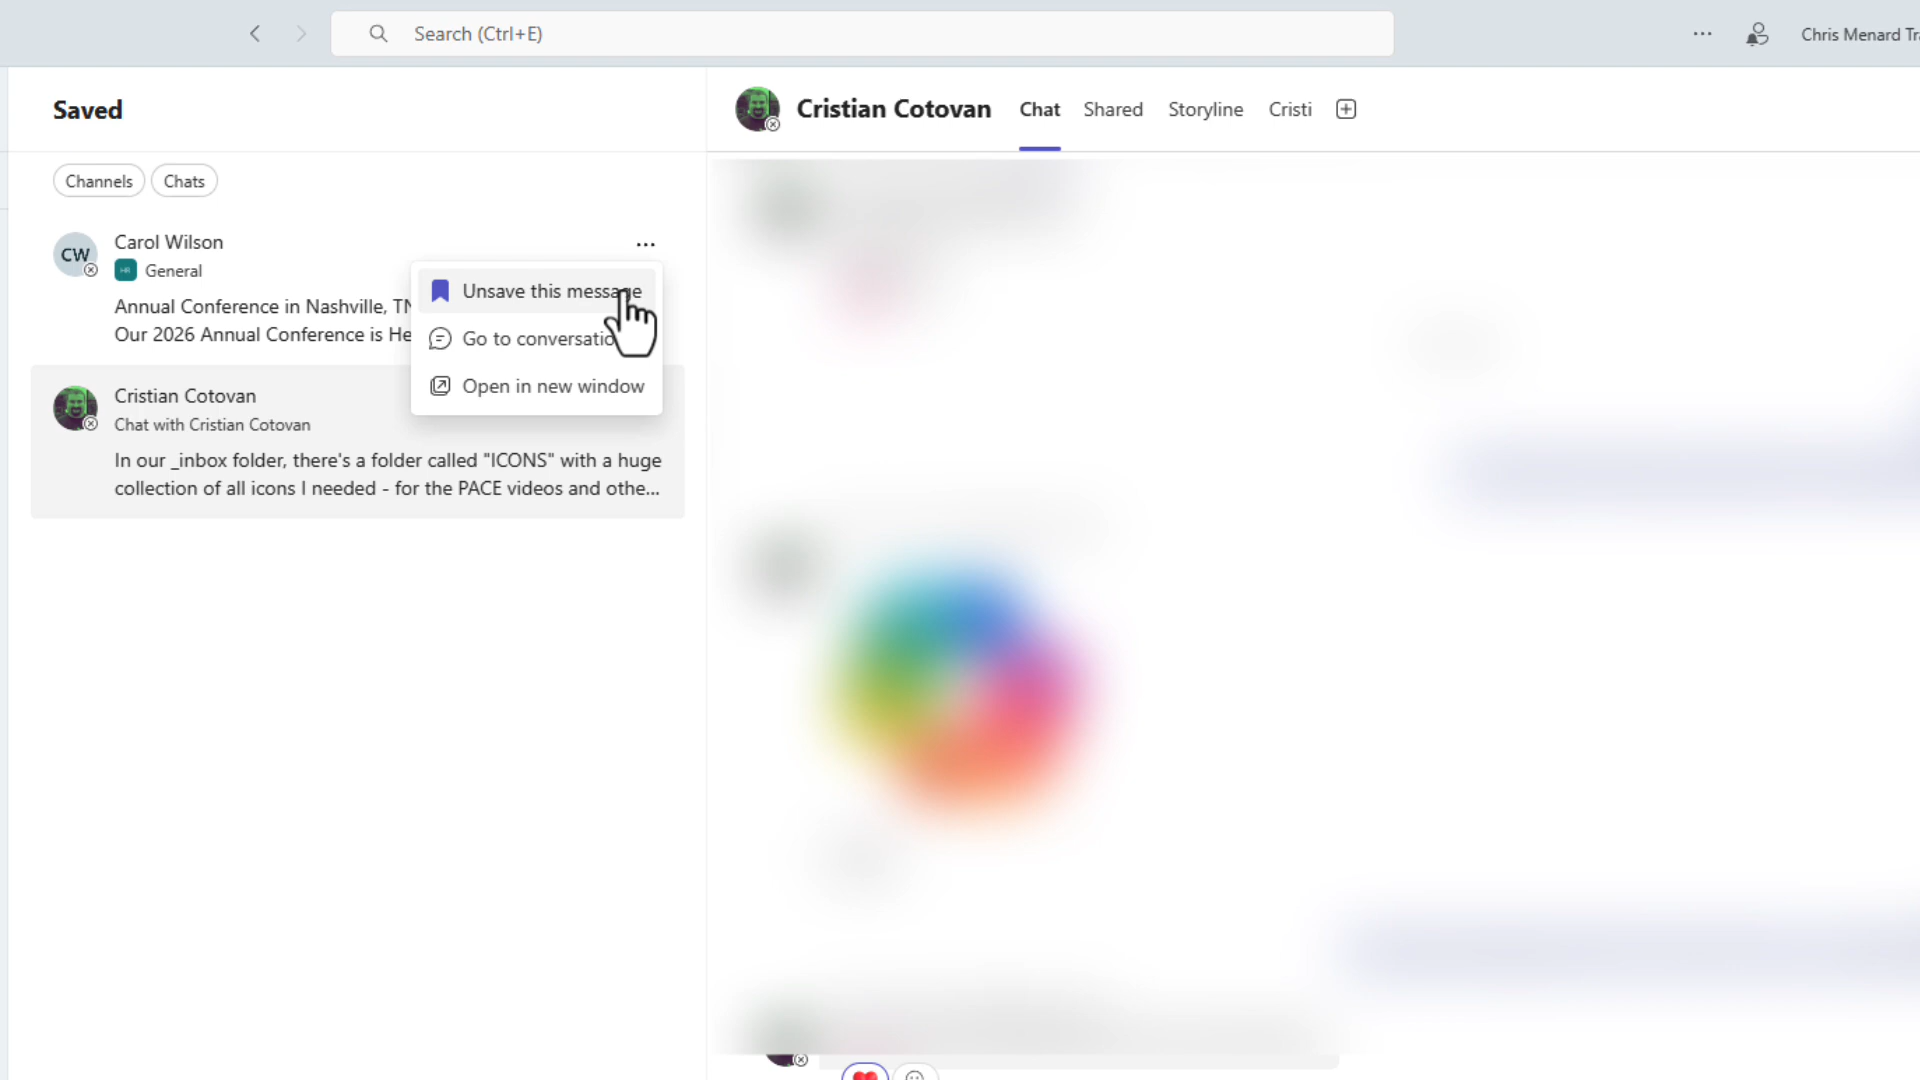 Search (Ctrl+E)
Chris Menard
Saved
Cristian Cotovan
Chat
Shared
Storyline
Cristi
Channels
Chats
CW
Carol Wilson
HR
General
Annual Conference in Nashville,
Our 2026 Annual Conference is
Unsave this message
Go to
Open in new window
Cristian Cotovan
Chat with Cristian Cotovan
In our _inbox folder, there's a folder called "ICONS" with a huge
collection of all icons I needed - for the PACE videos and othe...